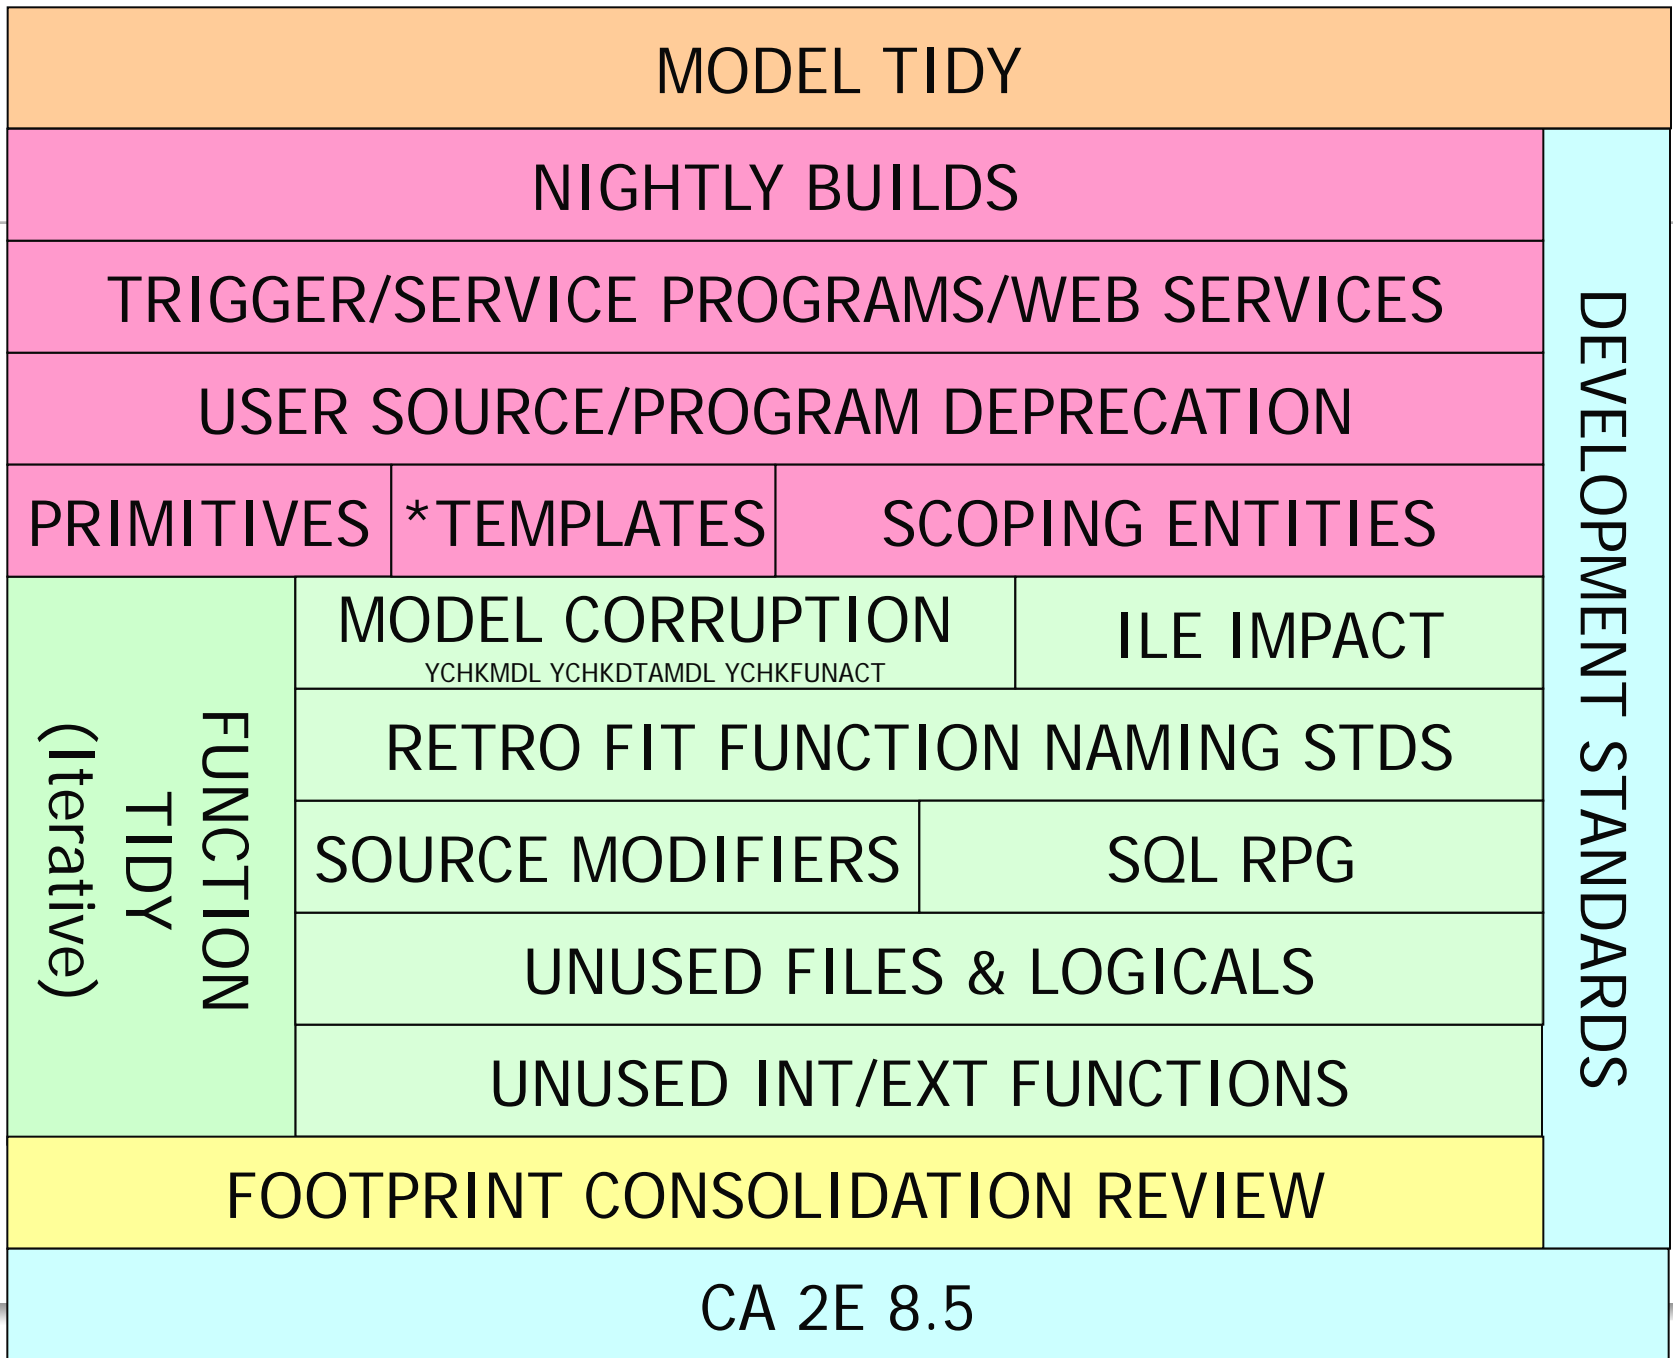 MODEL TIDY
NIGHTLY BUILDS
TRIGGER/SERVICE PROGRAMS/WEB SERVICES
USER SOURCE/PROGRAM DEPRECATION
PRIMITIVES
*TEMPLATES
SCOPING ENTITIES
DEVELOPMENT STANDARDS
FUNCTION
TIDY
(Iterative)
MODEL CORRUPTION
YCHKMDL YCHKDTAMDL YCHKFUNACT
ILE IMPACT
RETRO FIT FUNCTION NAMING STDS
SOURCE MODIFIERS
SQL RPG
UNUSED FILES & LOGICALS
UNUSED INT/EXT FUNCTIONS
FOOTPRINT CONSOLIDATION REVIEW
CA 2E 8.5